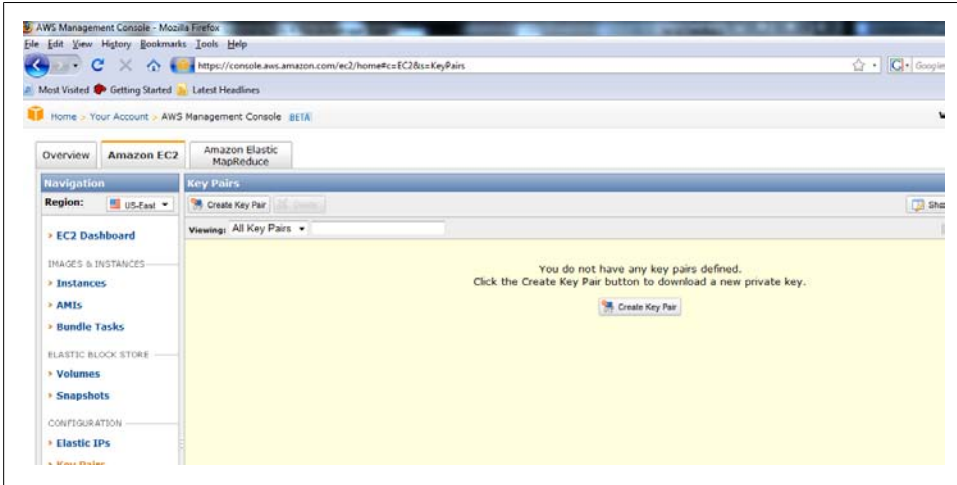 AWS Management Console - Mozilla Firefox
File Edit View History Bookmarks Tools Help
https://console.aws.amazon.com/ec2/home#c=EC2&s=KeyPairs
Google
Most Visited Getting Started Latest Headlines
Home > Your Account > AWS Management Console BETA
Overview Amazon EC2 Amazon Elastic MapReduce
Navigation
Region: US-East
> EC2 Dashboard
IMAGES & INSTANCES
> Instances
> AMIs
> Bundle Tasks
ELASTIC BLOCK STORE
> Volumes
> Snapshots
CONFIGURATION
> Elastic IPs
> Key Pairs
Key Pairs
Create Key Pair
Viewing: All Key Pairs
You do not have any key pairs defined.
Click the Create Key Pair button to download a new private key.
Create Key Pair